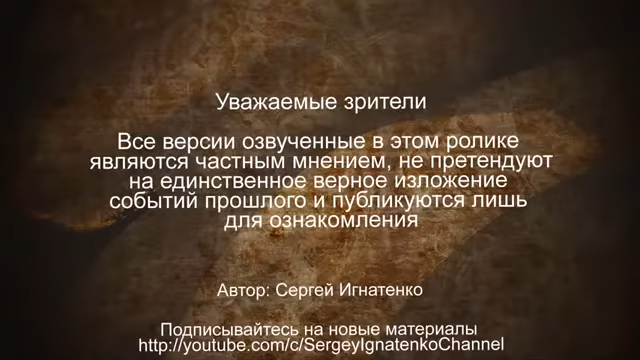 Уважаемые зрители
Все версии озвученные в этом ролике
являются частным мнением, не претендуют
на единственное верное изложение
событий прошлого и публикуются лишь
для ознакомления
Автор: Сергей Игнатенко
Подписывайтесь на новые материалы
http://youtube.com/c/SergeyIgnatenkoChannel